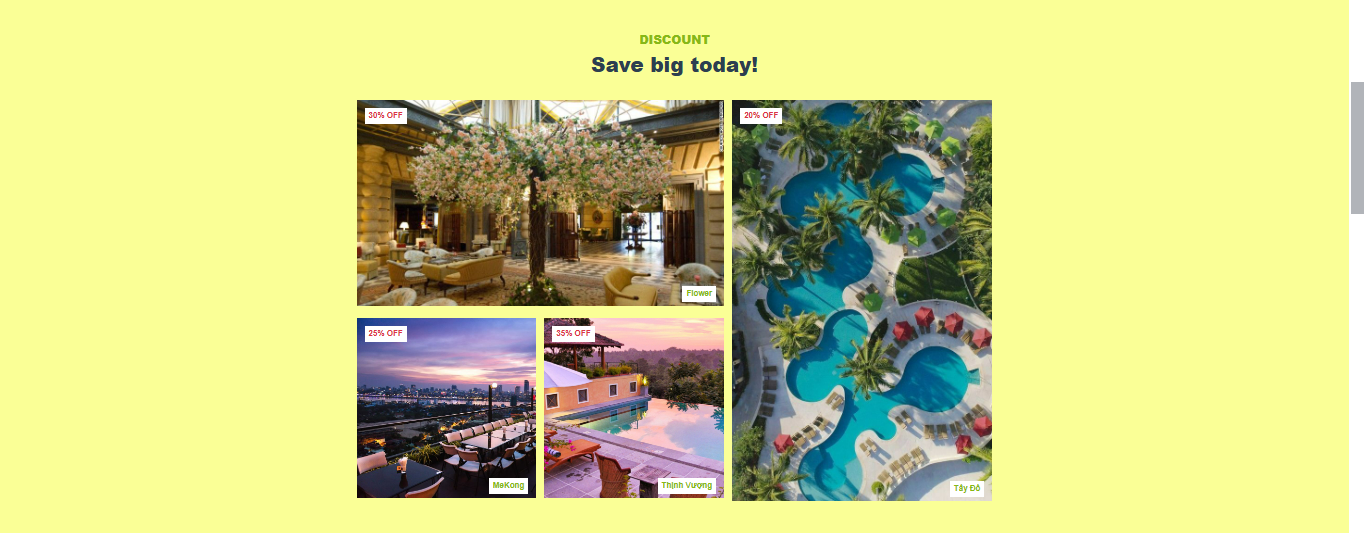 DISCOUNT
Save big today!
30% OFF
Flower
20% OFF
Tây Đô
25% OFF
MeKong
35% OFF
Thịnh Vượng